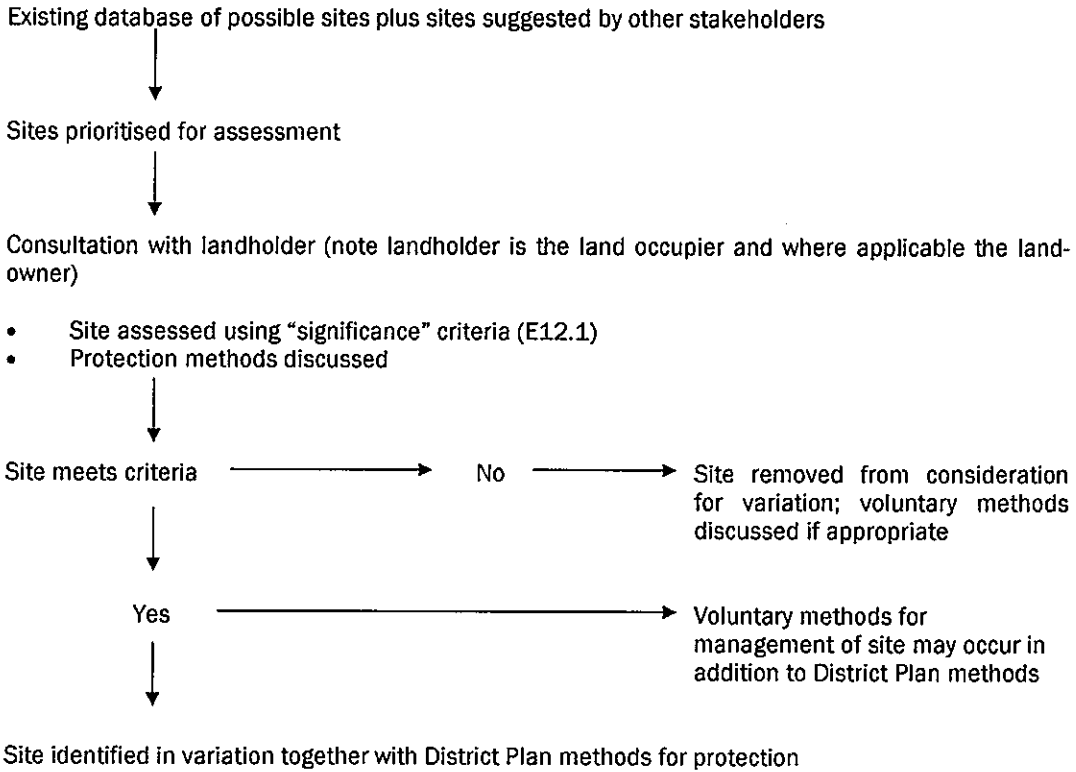 Existing database of possible sites plus sites suggested by other stakeholders
Sites prioritised for assessment
Consultation with landholder (note landholder is the land occupier and where applicable the land-
owner)
• Site assessed using “significance” criteria (E12.1)
• Protection methods discussed
Site meets criteria
No
Site removed from consideration
for variation; voluntary methods
discussed if appropriate
Yes
Voluntary methods for
management of site may occur in
addition to District Plan methods
Site identified in variation together with District Plan methods for protection